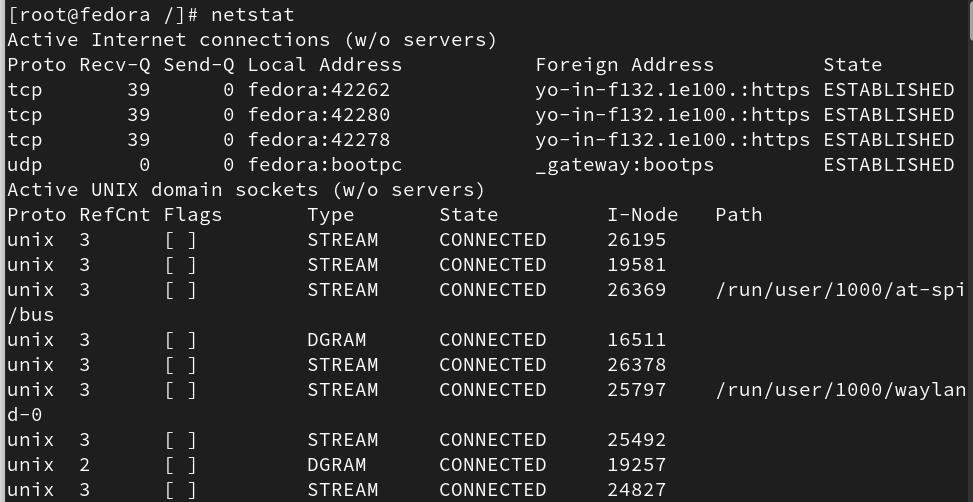 [root@fedora /]# netstat
Active Internet connections (w/o servers)
Proto Recv-Q Send-Q Local Address           Foreign Address         State
tcp       39      0 fedora:42262            yo-in-f132.1e100.:https ESTABLISHED
tcp       39      0 fedora:42280            yo-in-f132.1e100.:https ESTABLISHED
tcp       39      0 fedora:42278            yo-in-f132.1e100.:https ESTABLISHED
udp        0      0 fedora:bootpc           _gateway:bootps         ESTABLISHED
Active UNIX domain sockets (w/o servers)
Proto RefCnt Flags       Type       State         I-Node   Path
unix  3      [ ]         STREAM     CONNECTED     26195
unix  3      [ ]         STREAM     CONNECTED     19581
unix  3      [ ]         STREAM     CONNECTED     26369    /run/user/1000/at-spi
/bus
unix  3      [ ]         DGRAM      CONNECTED     16511
unix  3      [ ]         STREAM     CONNECTED     26378
unix  3      [ ]         STREAM     CONNECTED     25797    /run/user/1000/waylan
d-0
unix  3      [ ]         STREAM     CONNECTED     25492
unix  2      [ ]         DGRAM      CONNECTED     19257
unix  3      [ ]         STREAM     CONNECTED     24827